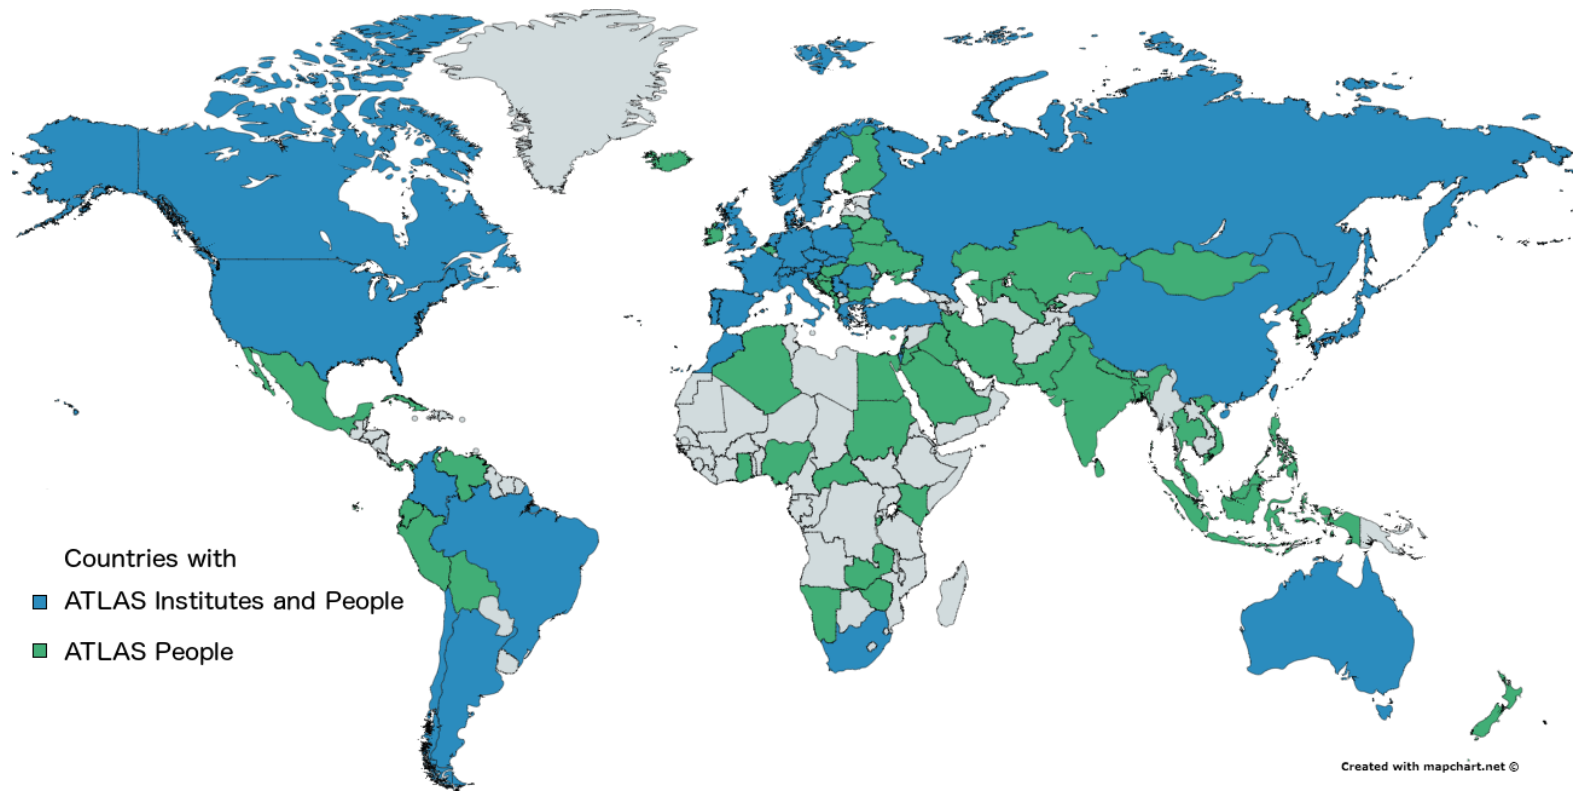 Countries with
ATLAS Institutes and People
ATLAS People
Created with mapchart.net ©